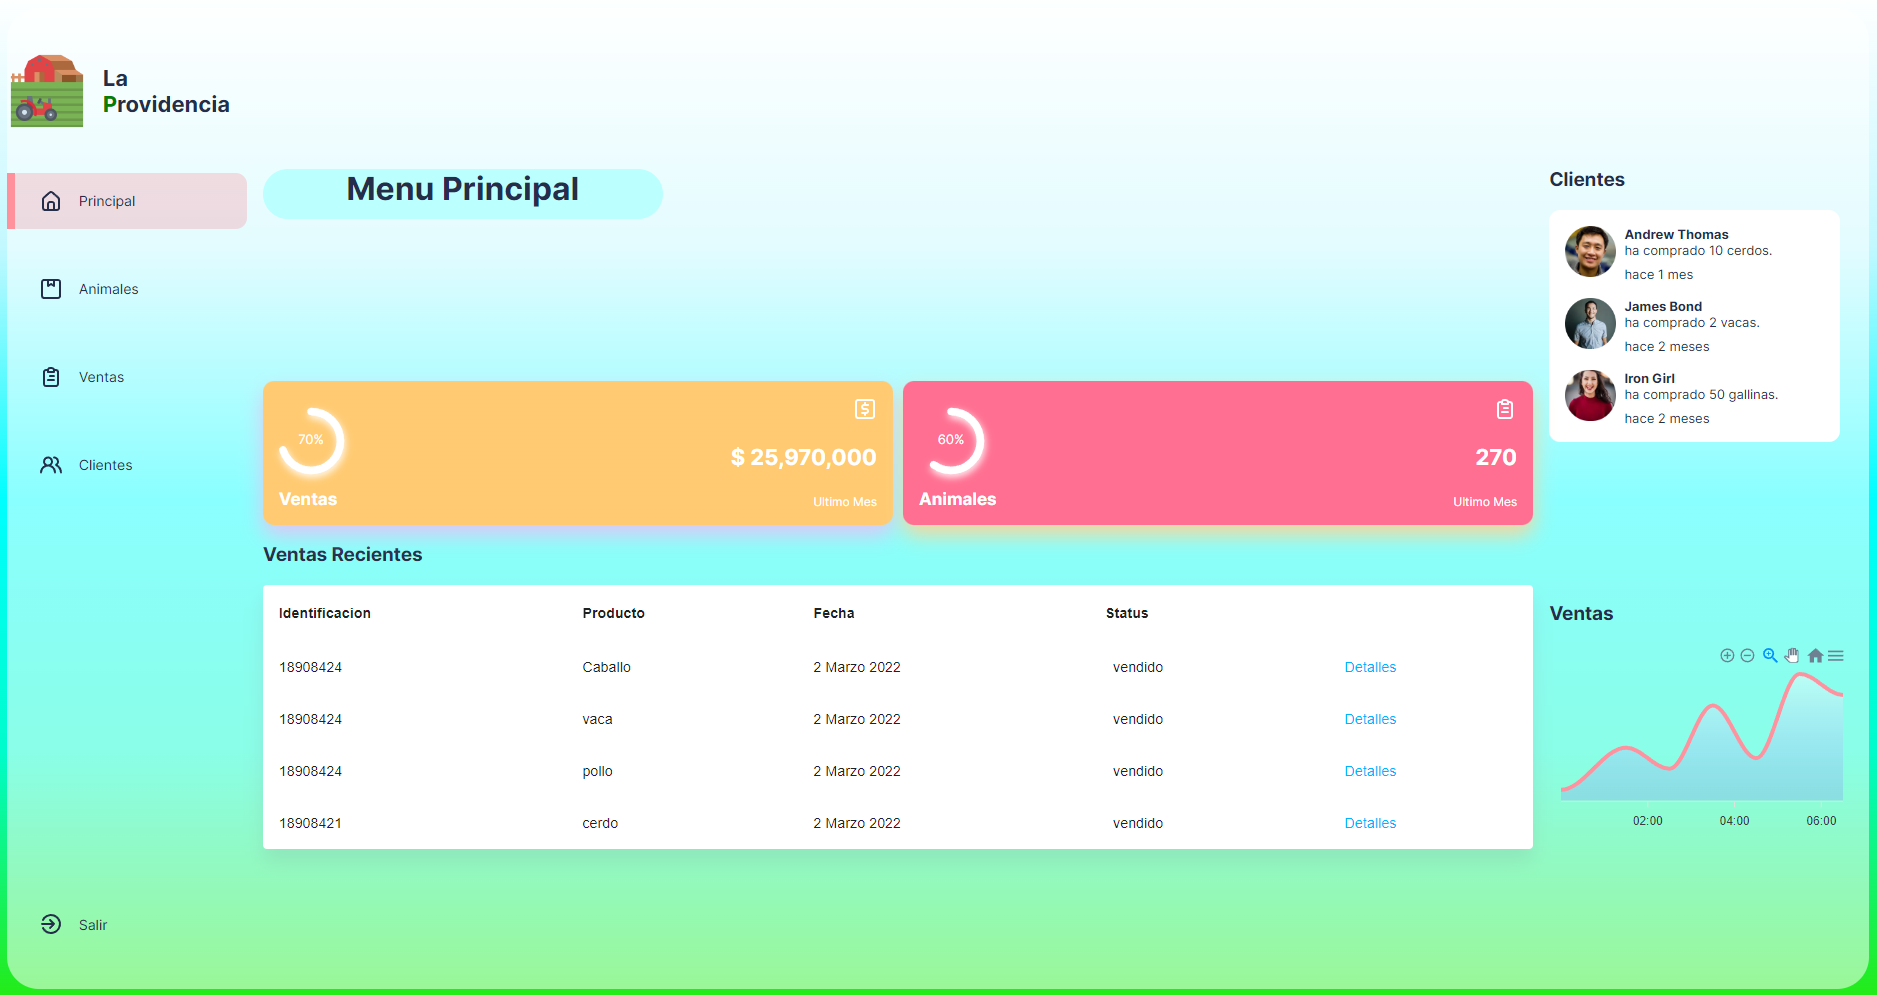 La
Providencia
Principal
Animales
Ventas
Clientes
Salir
Menu Principal
70%
$ 25,970,000
Ventas
Ultimo Mes
60%
270
Animales
Ultimo Mes
Ventas Recientes
Identificacion Producto Fecha Status
18908424 Caballo 2 Marzo 2022 vendido Detalles
18908424 vaca 2 Marzo 2022 vendido Detalles
18908424 pollo 2 Marzo 2022 vendido Detalles
18908421 cerdo 2 Marzo 2022 vendido Detalles
Clientes
Andrew Thomas
ha comprado 10 cerdos.
hace 1 mes
James Bond
ha comprado 2 vacas.
hace 2 meses
Iron Girl
ha comprado 50 gallinas.
hace 2 meses
Ventas
02:00 04:00 06:00